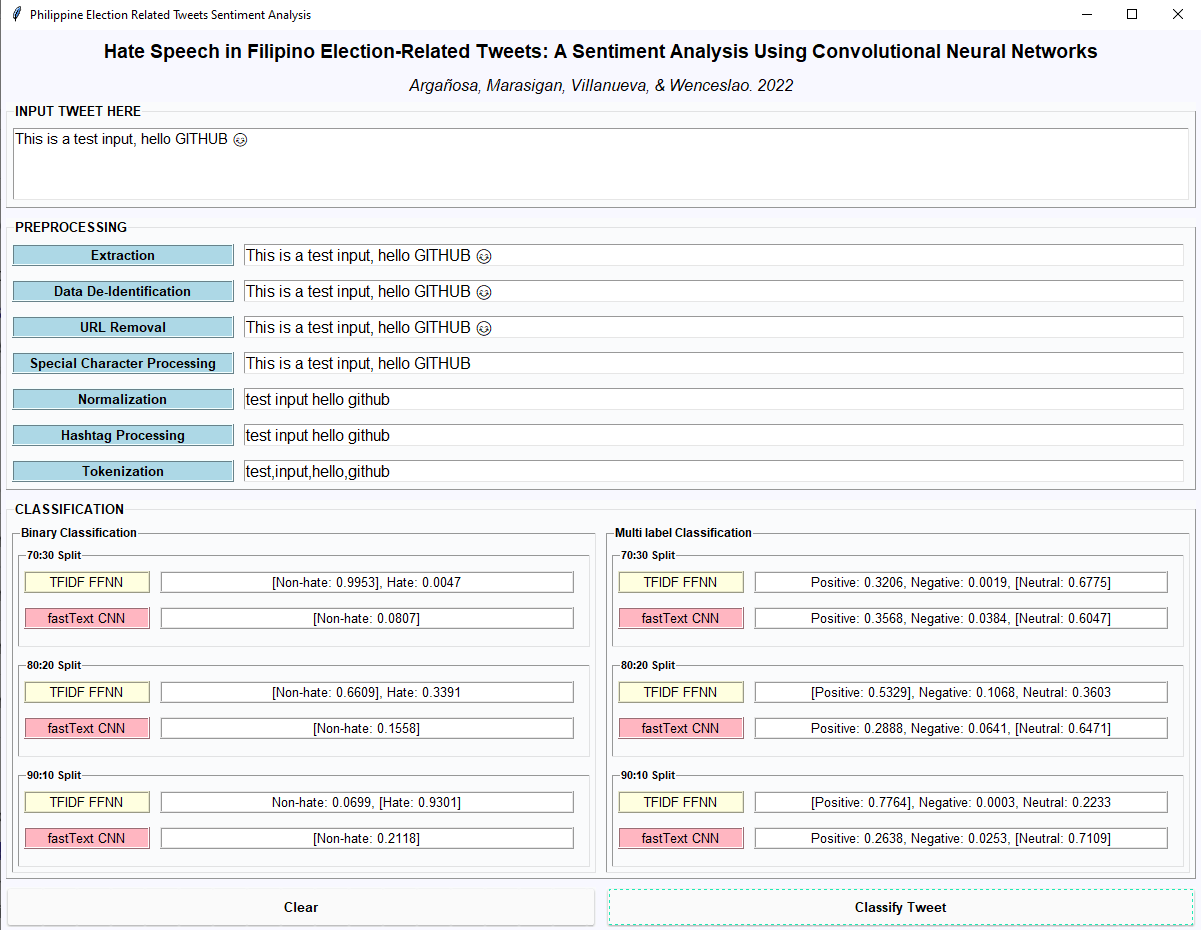 Philippine Election Related Tweets Sentiment Analysis
Hate Speech in Filipino Election-Related Tweets: A Sentiment Analysis Using Convolutional Neural Networks
Argañosa, Marasigan, Villanueva, & Wenceslao. 2022
INPUT TWEET HERE
This is a test input, hello GITHUB 😊
PREPROCESSING
Extraction This is a test input, hello GITHUB 😊
Data De-Identification This is a test input, hello GITHUB 😊
URL Removal This is a test input, hello GITHUB 😊
Special Character Processing This is a test input, hello GITHUB
Normalization test input hello github
Hashtag Processing test input hello github
Tokenization test,input,hello,github
CLASSIFICATION
Binary Classification
70:30 Split
TFIDF FFNN [Non-hate: 0.9953], Hate: 0.0047
fastText CNN [Non-hate: 0.0807]
80:20 Split
TFIDF FFNN [Non-hate: 0.6609], Hate: 0.3391
fastText CNN [Non-hate: 0.1558]
90:10 Split
TFIDF FFNN Non-hate: 0.0699, [Hate: 0.9301]
fastText CNN [Non-hate: 0.2118]
Multi label Classification
70:30 Split
TFIDF FFNN Positive: 0.3206, Negative: 0.0019, [Neutral: 0.6775]
fastText CNN Positive: 0.3568, Negative: 0.0384, [Neutral: 0.6047]
80:20 Split
TFIDF FFNN [Positive: 0.5329], Negative: 0.1068, Neutral: 0.3603
fastText CNN Positive: 0.2888, Negative: 0.0641, [Neutral: 0.6471]
90:10 Split
TFIDF FFNN [Positive: 0.7764], Negative: 0.0003, Neutral: 0.2233
fastText CNN Positive: 0.2638, Negative: 0.0253, [Neutral: 0.7109]
Clear
Classify Tweet